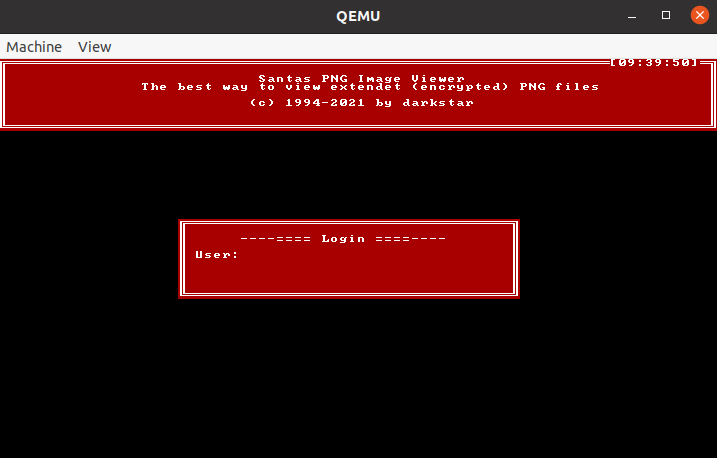 QEMU
Machine View
[09:39:50]
Santas PNG Image Viewer
The best way to view extendet (encrypted) PNG files
(c) 1994-2021 by darkstar
----==== Login ====----
User: